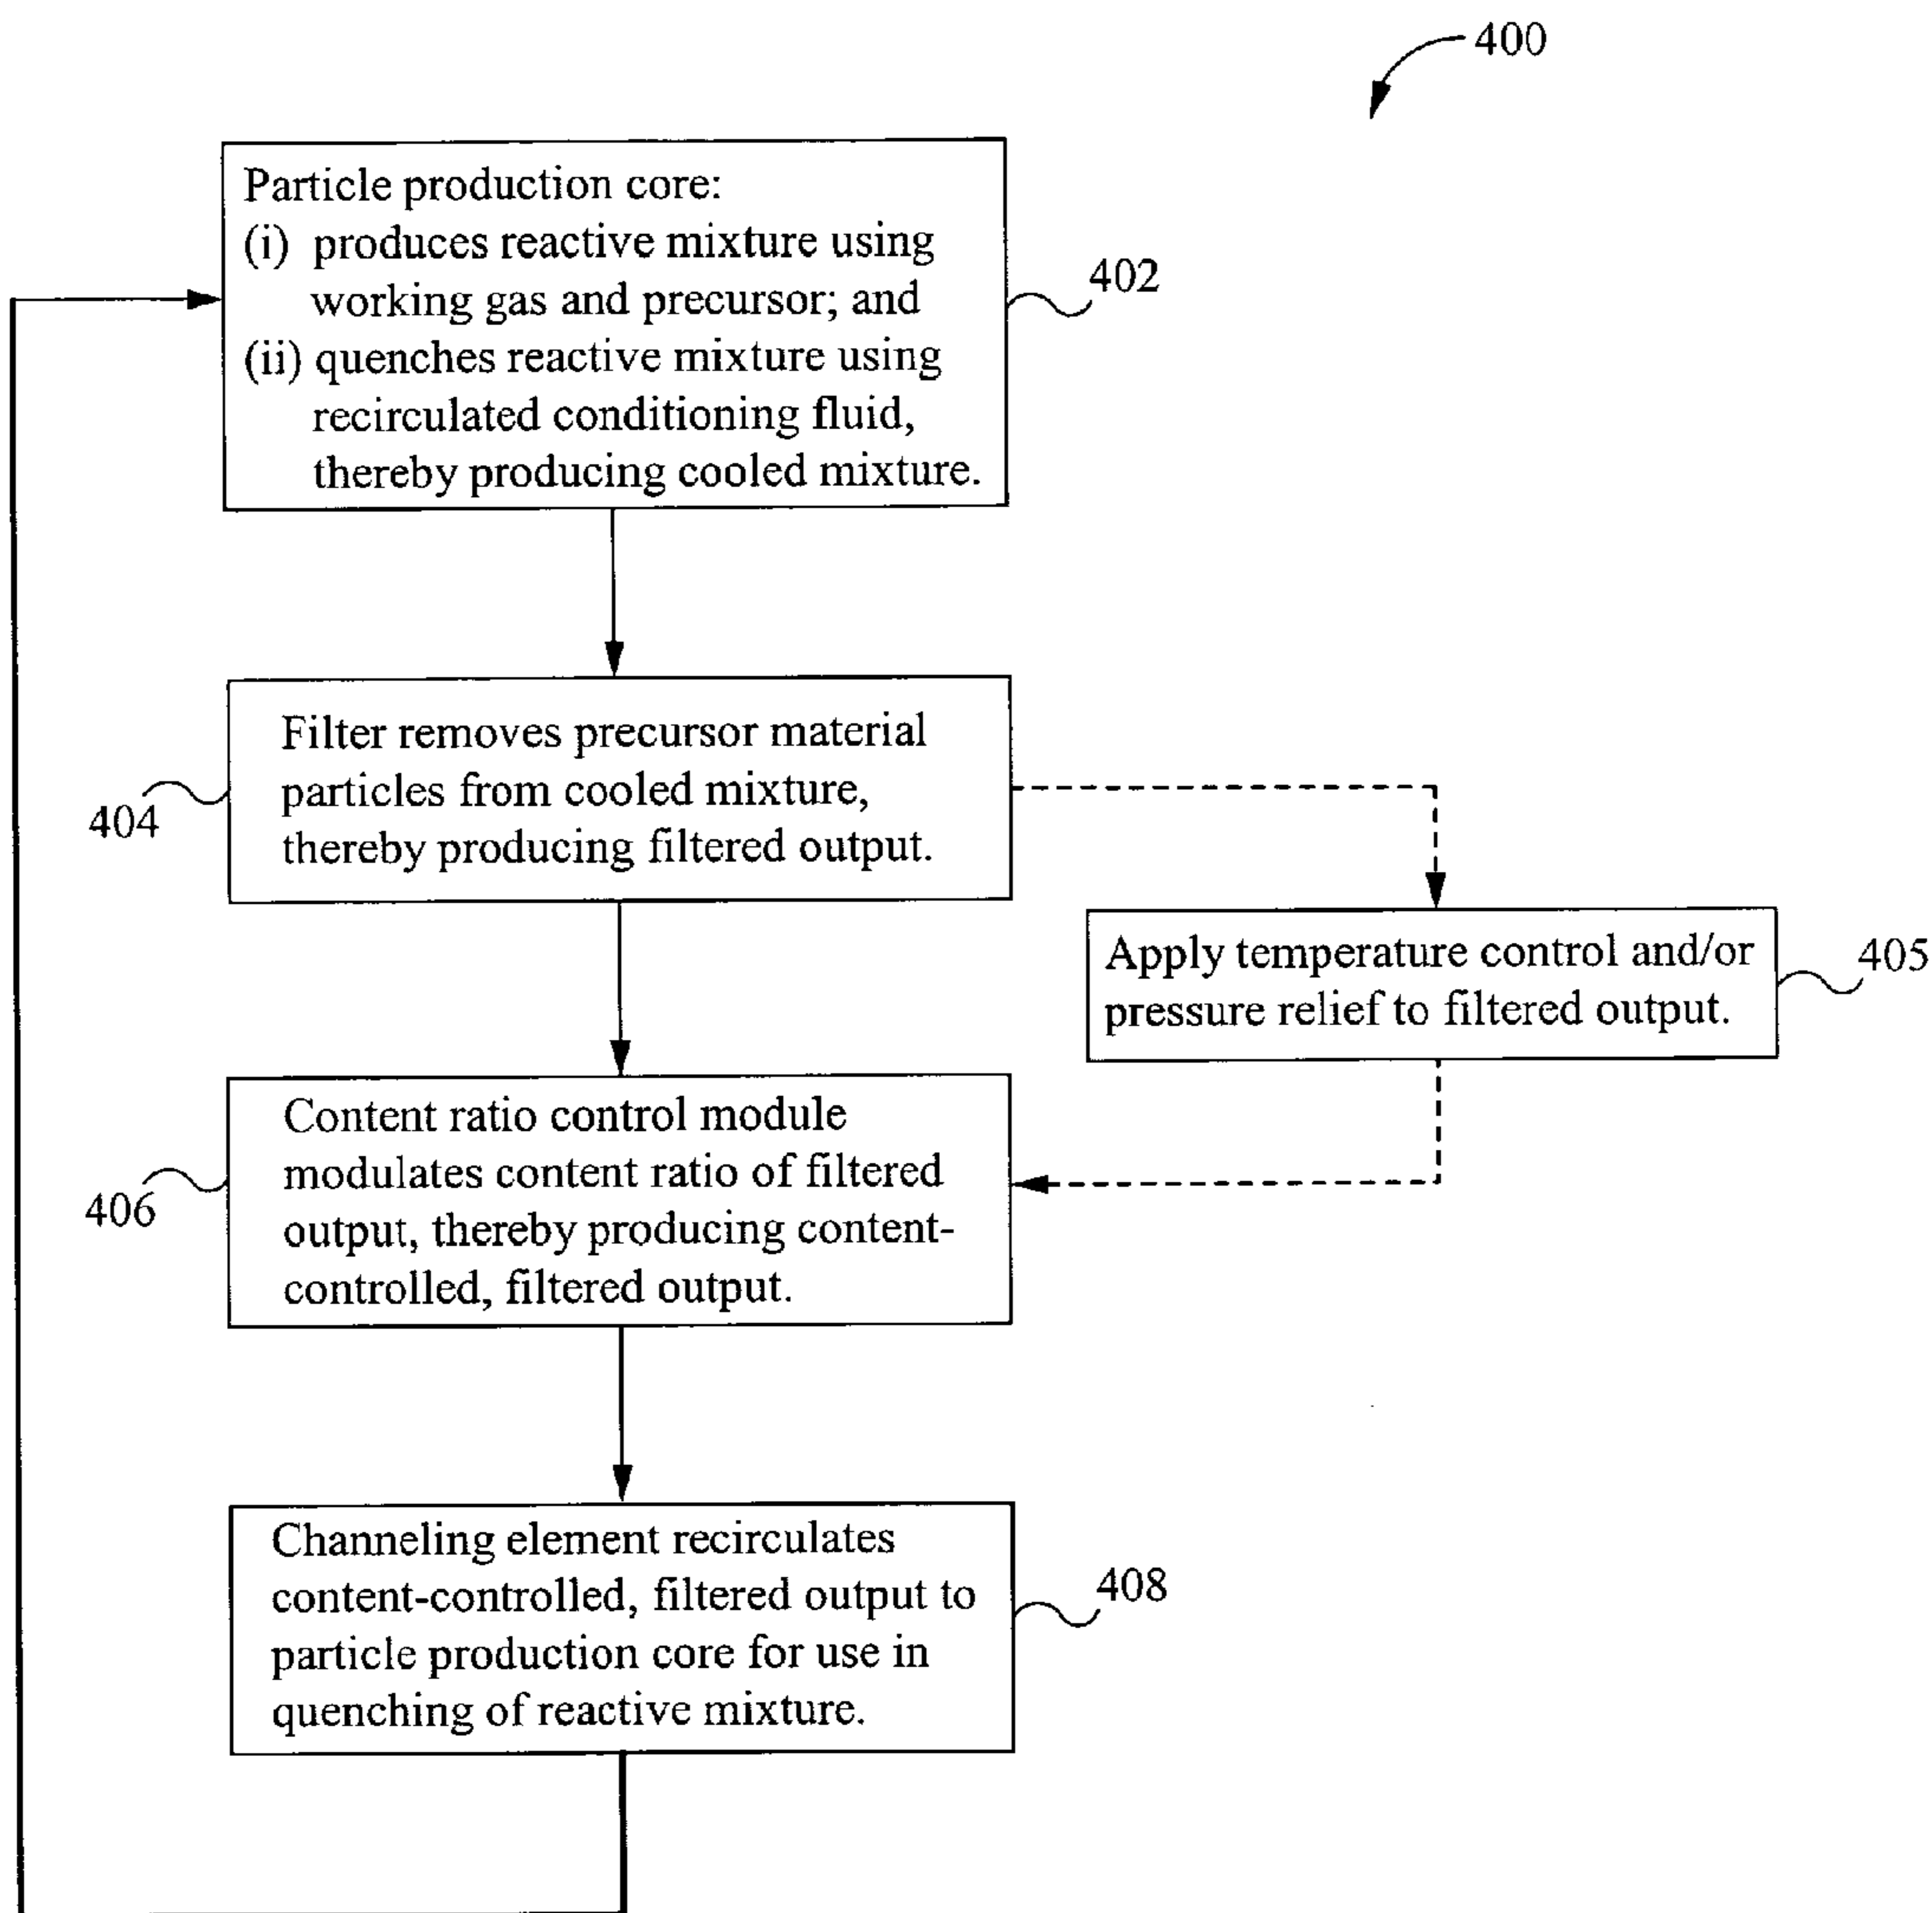 400
Particle production core:
(i) produces reactive mixture using
working gas and precursor; and
(ii) quenches reactive mixture using
recirculated conditioning fluid,
thereby producing cooled mixture.
402
Filter removes precursor material
particles from cooled mixture,
thereby producing filtered output.
404
Apply temperature control and/or
pressure relief to filtered output.
405
Content ratio control module
modulates content ratio of filtered
output, thereby producing content-
controlled, filtered output.
406
Channeling element recirculates
content-controlled, filtered output to
particle production core for use in
quenching of reactive mixture.
408